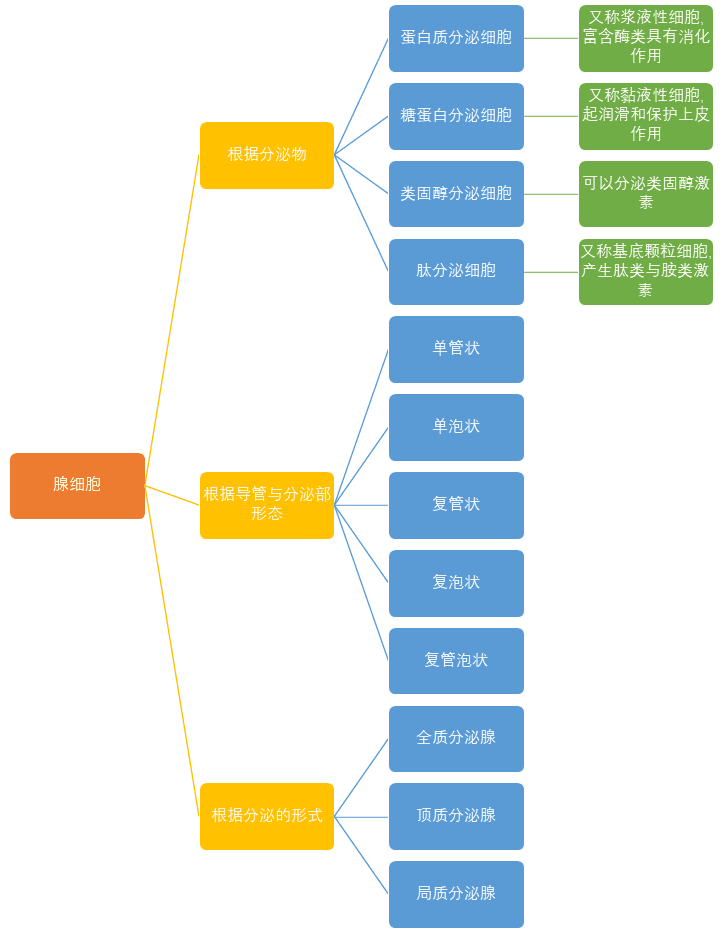 腺细胞
根据分泌物
蛋白质分泌细胞
又称浆液性细胞,
富含酶类具有消化
作用
糖蛋白分泌细胞
又称黏液性细胞,
起润滑和保护上皮
作用
类固醇分泌细胞
可以分泌类固醇激
素
肽分泌细胞
又称基底颗粒细胞,
产生肽类与胺类激
素
根据导管与分泌部
形态
单管状
单泡状
复管状
复泡状
复管泡状
根据分泌的形式
全质分泌腺
顶质分泌腺
局质分泌腺